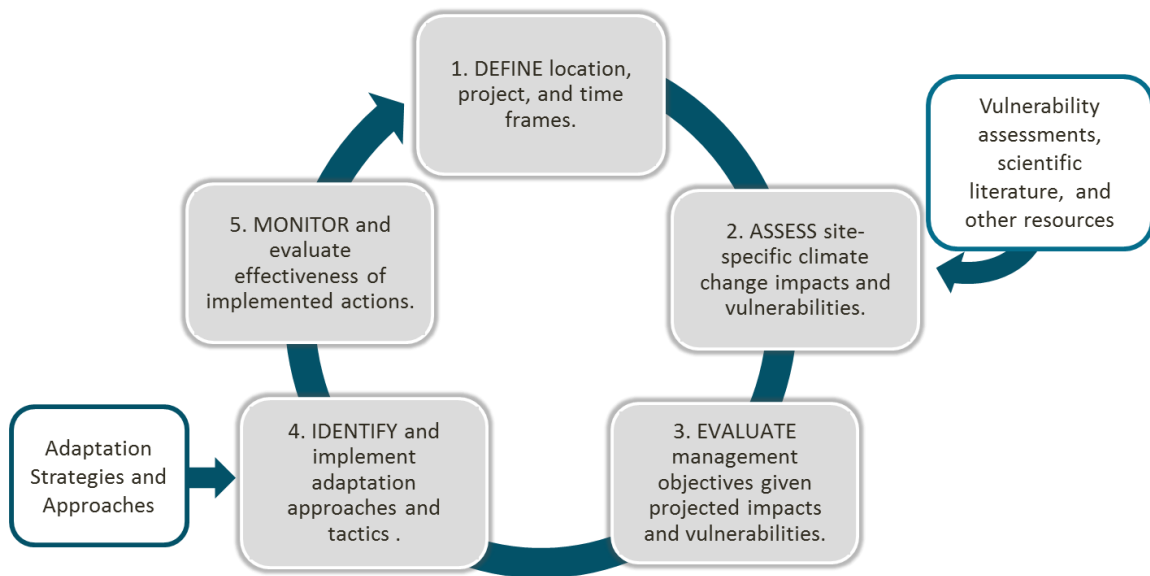 1. DEFINE location,
project, and time
frames.
Vulnerability
assessments,
scientific
literature, and
other resources
2. ASSESS site-
specific climate
change impacts and
vulnerabilities.
3. EVALUATE
management
objectives given
projected impacts
and vulnerabilities.
4. IDENTIFY and
implement
adaptation
approaches and
tactics .
Adaptation
Strategies and
Approaches
5. MONITOR and
evaluate
effectiveness of
implemented actions.